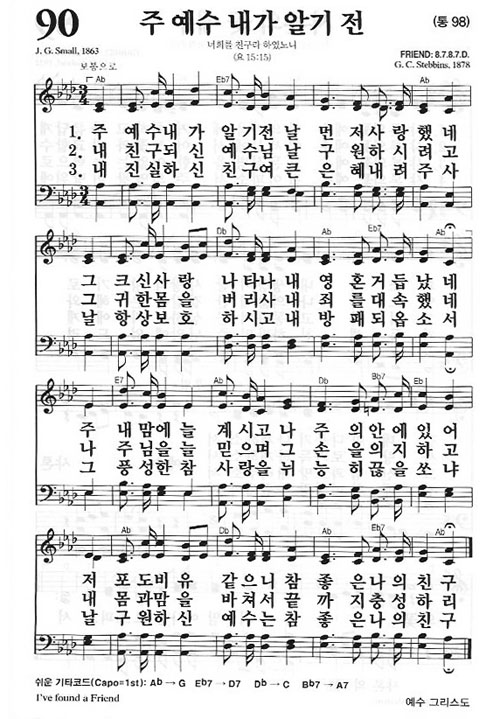 90 주 예수 내가 알기 전 (통 98)
너희를 친구라 하였노니
(요 15:15)
J. G. Small, 1863
FRIEND: 8.7.8.7.D.
보통으로
G. C. Stebbins, 1878
Ab Eb7 Ab
1. 주 예수내가 알기전날 먼저사랑했네
2. 내친구되신 예수님날 구원하시려고
3. 내진실하신 친구여큰 은혜내려주사
Db Ab Eb7 Ab
그크신사랑 나타나내 영혼거듭났네
그귀한몸을 버리사내 죄를대속했네
날항상보호 하시고내 방패되옵소서
E7 Ab Db Bb7 Eb
주내맘에늘 계시고나 주의안에있어
나주님을늘 믿으며그 손을의지하고
그풍성한참 사랑을뉘 능히끊을쏘냐
Ab Db Ab Eb7 Ab
저포도비유 같으니참 좋은나의친구
내몸과맘을 바쳐서끝 까지충성하리
날구원하신 예수는참 좋은나의친구
쉬운 기타코드(Capo=1st): Ab → G Eb7 → D7 Db → C Bb7 → A7
I've found a Friend
예수 그리스도